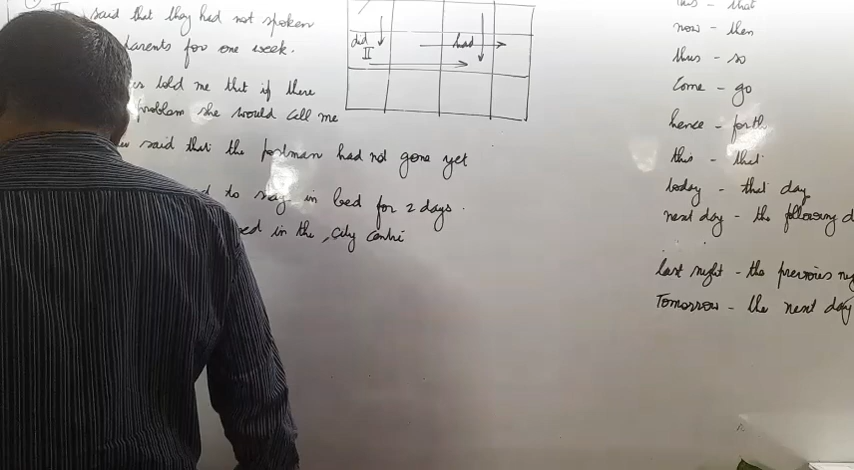 said that they had not spoken
parents for one week.
told me that if there
problem she would call me
said that the postman had not gone yet
to stay in bed for 2 days.
in the city centre
did
II
had
this - that
now - then
thus - so
Come - go
hence - forth
this - that
today - that day
next day - the following d
last night - the previous nig
Tomorrow - the next day